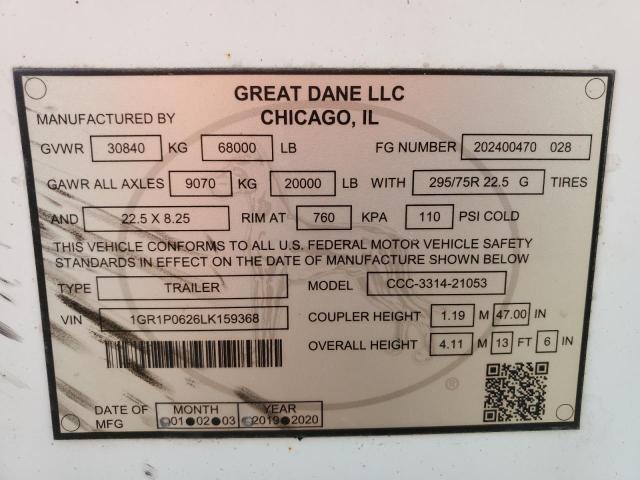 GREAT DANE LLC
MANUFACTURED BY CHICAGO, IL
GVWR 30840 KG 68000 LB FG NUMBER 202400470 028
GAWR ALL AXLES 9070 KG 20000 LB WITH 295/75R 22.5 G TIRES
AND 22.5 X 8.25 RIM AT 760 KPA 110 PSI COLD
THIS VEHICLE CONFORMS TO ALL U.S. FEDERAL MOTOR VEHICLE SAFETY
STANDARDS IN EFFECT ON THE DATE OF MANUFACTURE SHOWN BELOW
TYPE TRAILER MODEL CCC-3314-21053
VIN 1GR1P0626LK159368 COUPLER HEIGHT 1.19 M 47.00 IN
OVERALL HEIGHT 4.11 M 13 FT 6 IN
®
DATE OF MONTH YEAR
MFG 01 02 03 2019 2020